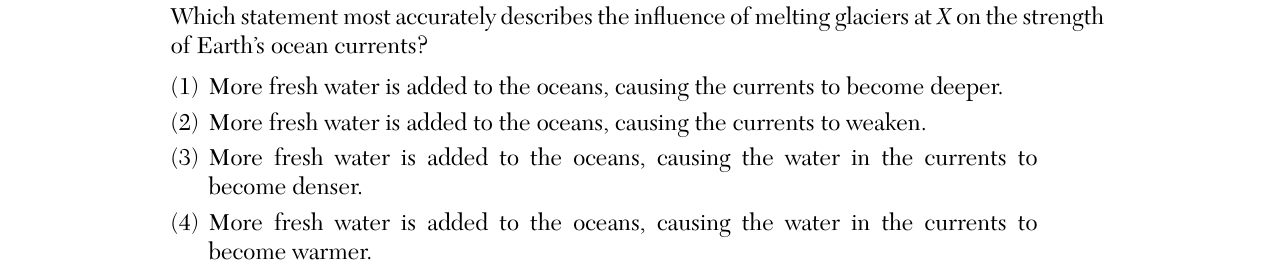 Which statement most accurately describes the influence of melting glaciers at X on the strength
of Earth's ocean currents?
(1) More fresh water is added to the oceans, causing the currents to become deeper.
(2) More fresh water is added to the oceans, causing the currents to weaken.
(3) More fresh water is added to the oceans, causing the water in the currents to
become denser.
(4) More fresh water is added to the oceans, causing the water in the currents to
become warmer.